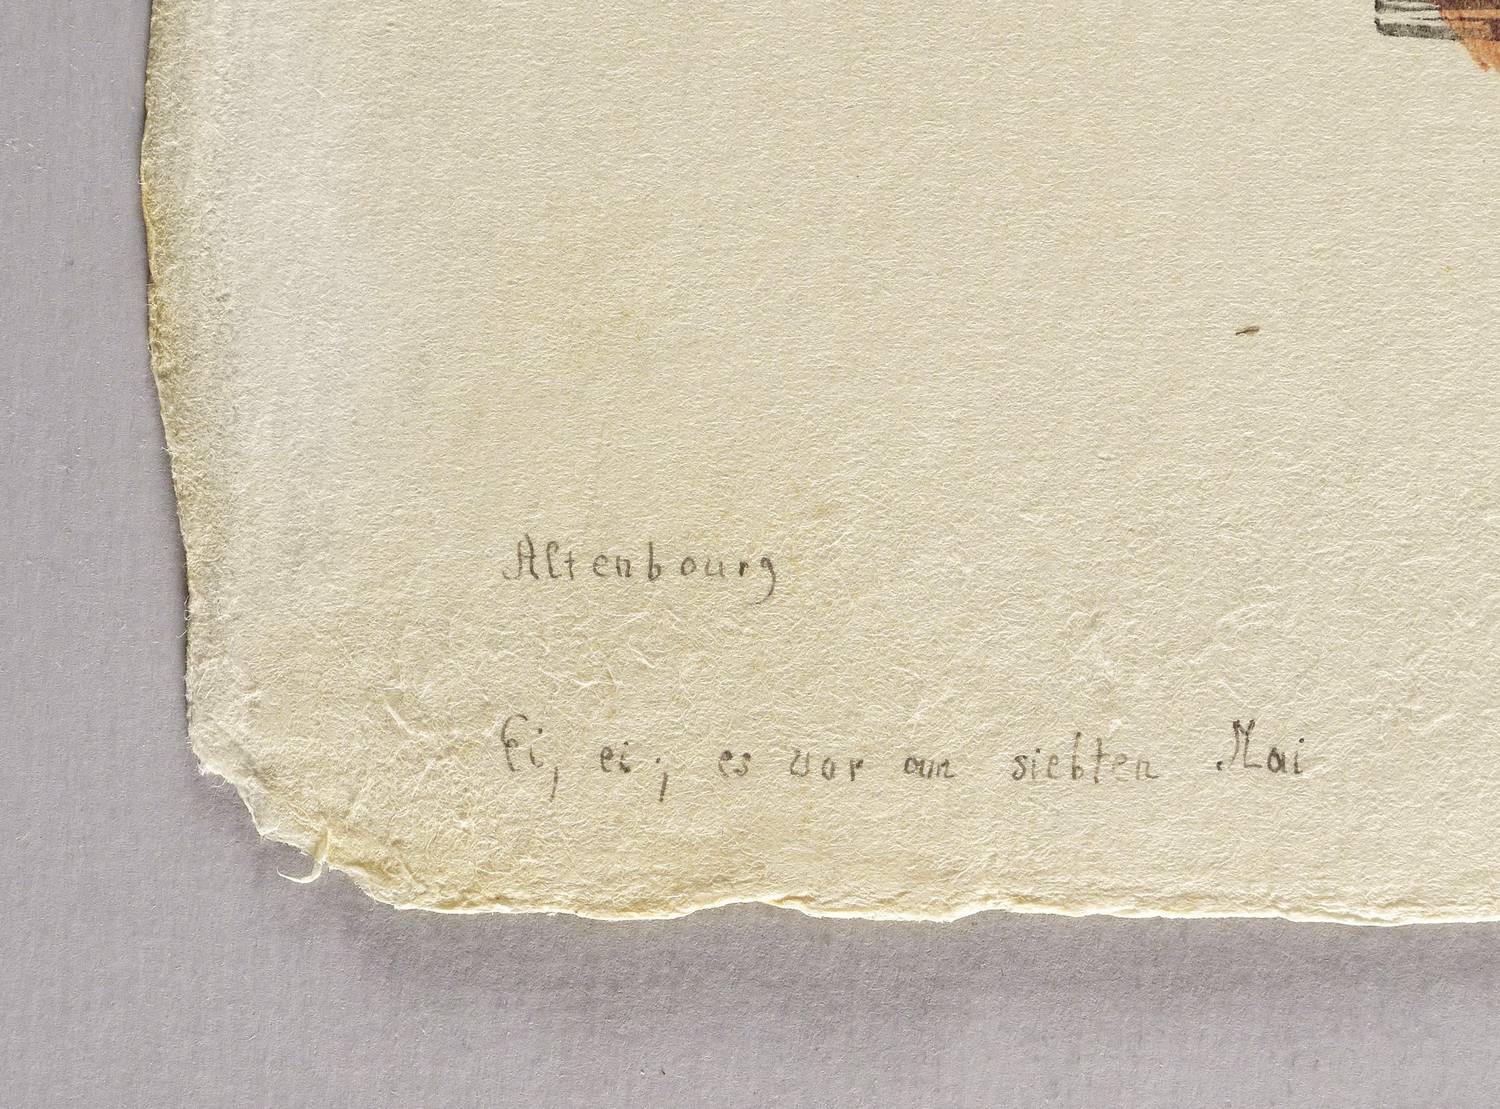 Altenbourg
Ei, ei; es war am siebten Mai